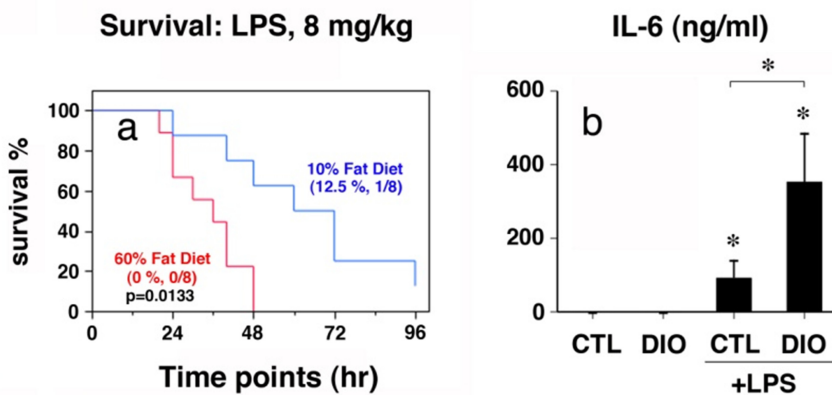 Survival: LPS, 8 mg/kg
survival %
100
80
60
40
20
0
a
10% Fat Diet
(12.5 %, 1/8)
60% Fat Diet
(0 %, 0/8)
p=0.0133
0 24 48 72 96
Time points (hr)
IL-6 (ng/ml)
600
400
200
0
b
*
*
*
CTL DIO CTL DIO
+LPS